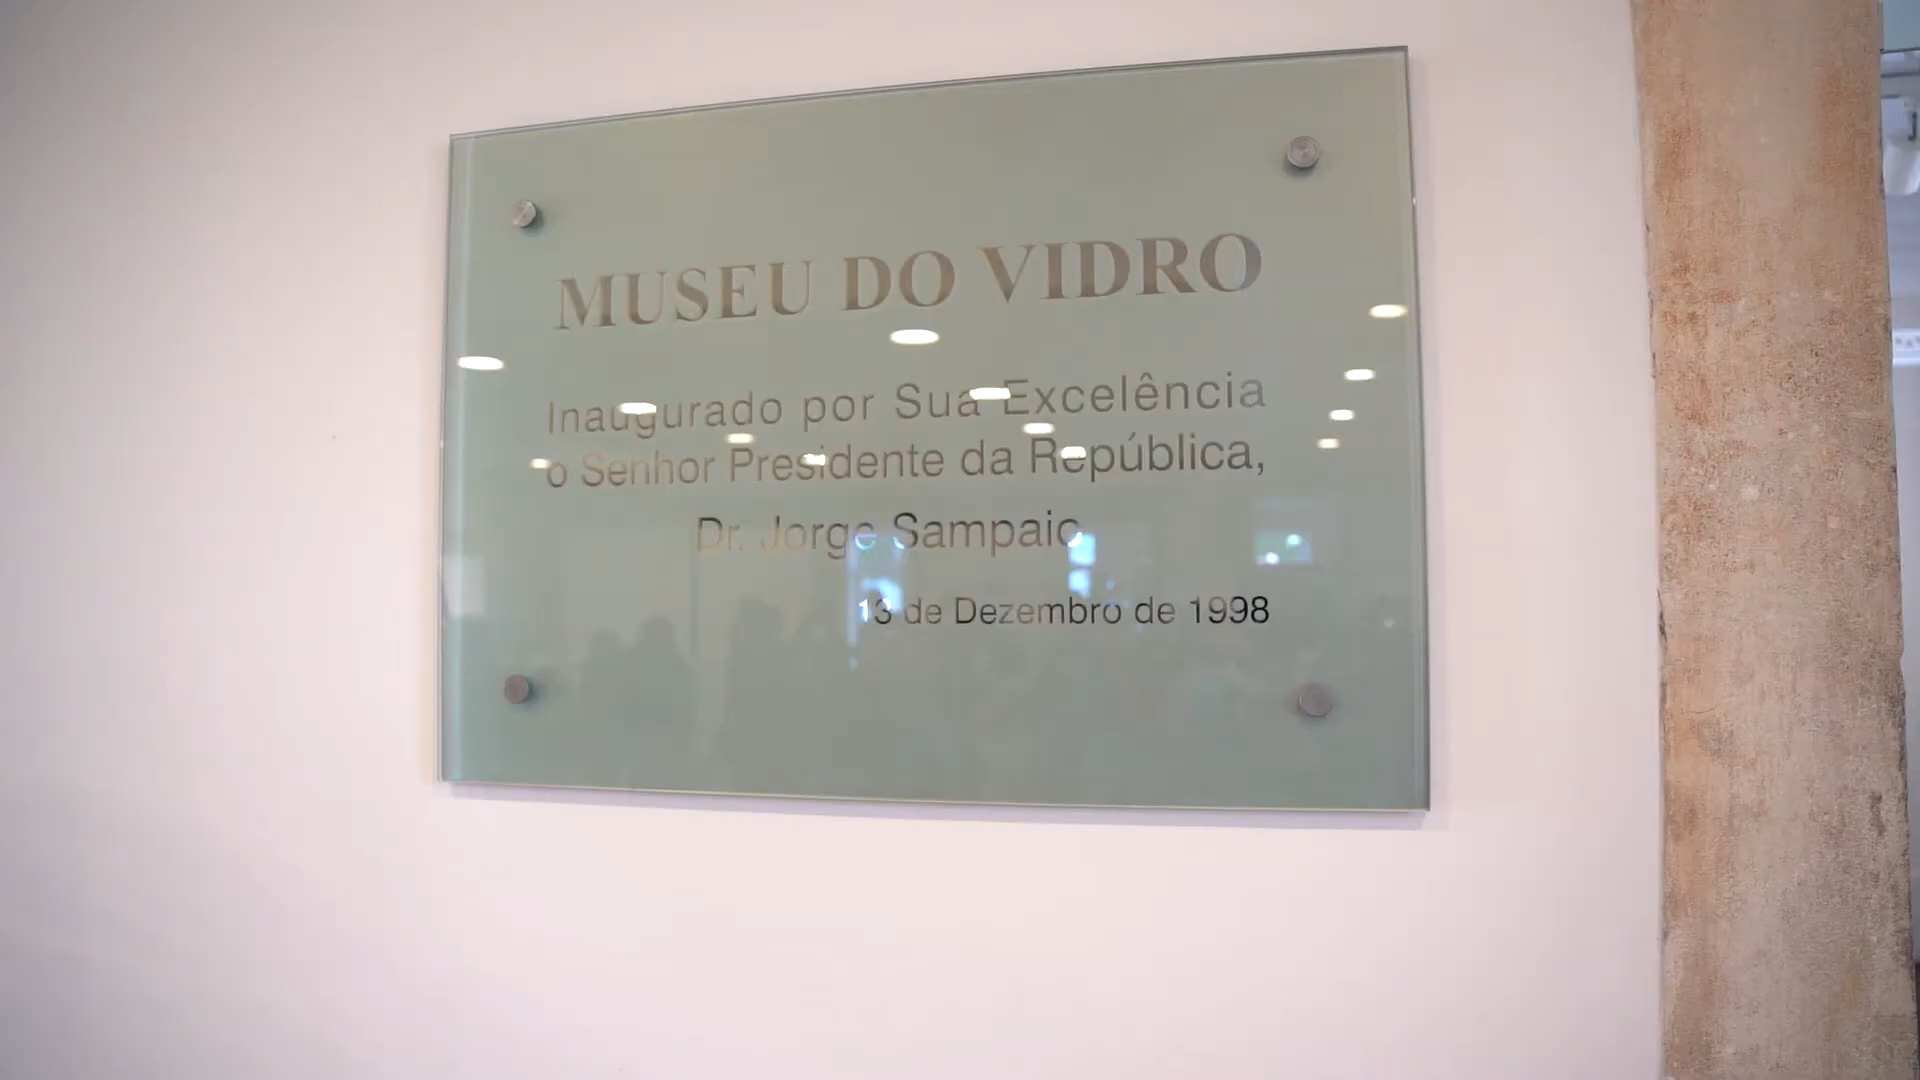 MUSEU DO VIDRO
Inaugurado por Sua Excelência
o Senhor Presidente da República,
Dr. Jorge Sampaio
13 de Dezembro de 1998